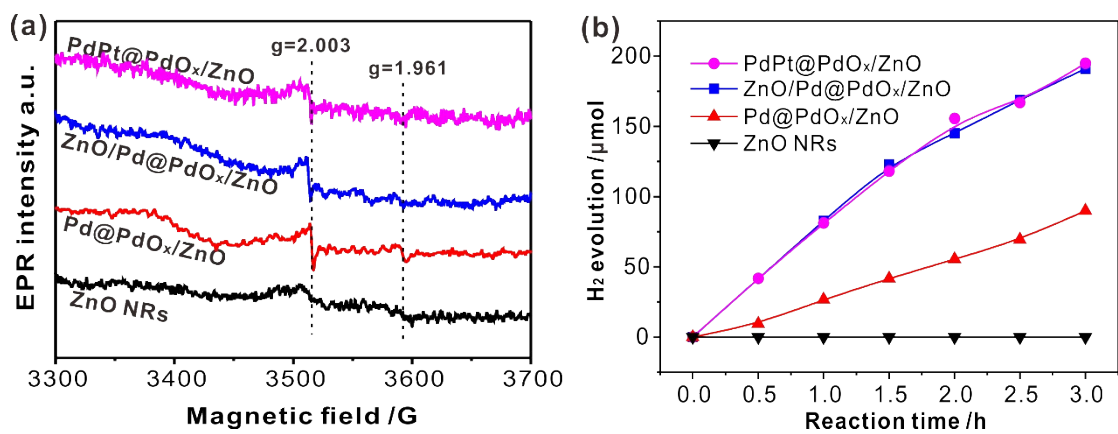 (a)
g=2.003
g=1.961
PdPt@PdOₓ/ZnO
ZnO/Pd@PdOₓ/ZnO
Pd@PdOₓ/ZnO
ZnO NRs
EPR intensity a.u.
3300 3400 3500 3600 3700
Magnetic field /G
(b)
PdPt@PdOₓ/ZnO
ZnO/Pd@PdOₓ/ZnO
Pd@PdOₓ/ZnO
ZnO NRs
H₂ evolution /μmol
200
150
100
50
0
0.0 0.5 1.0 1.5 2.0 2.5 3.0
Reaction time /h